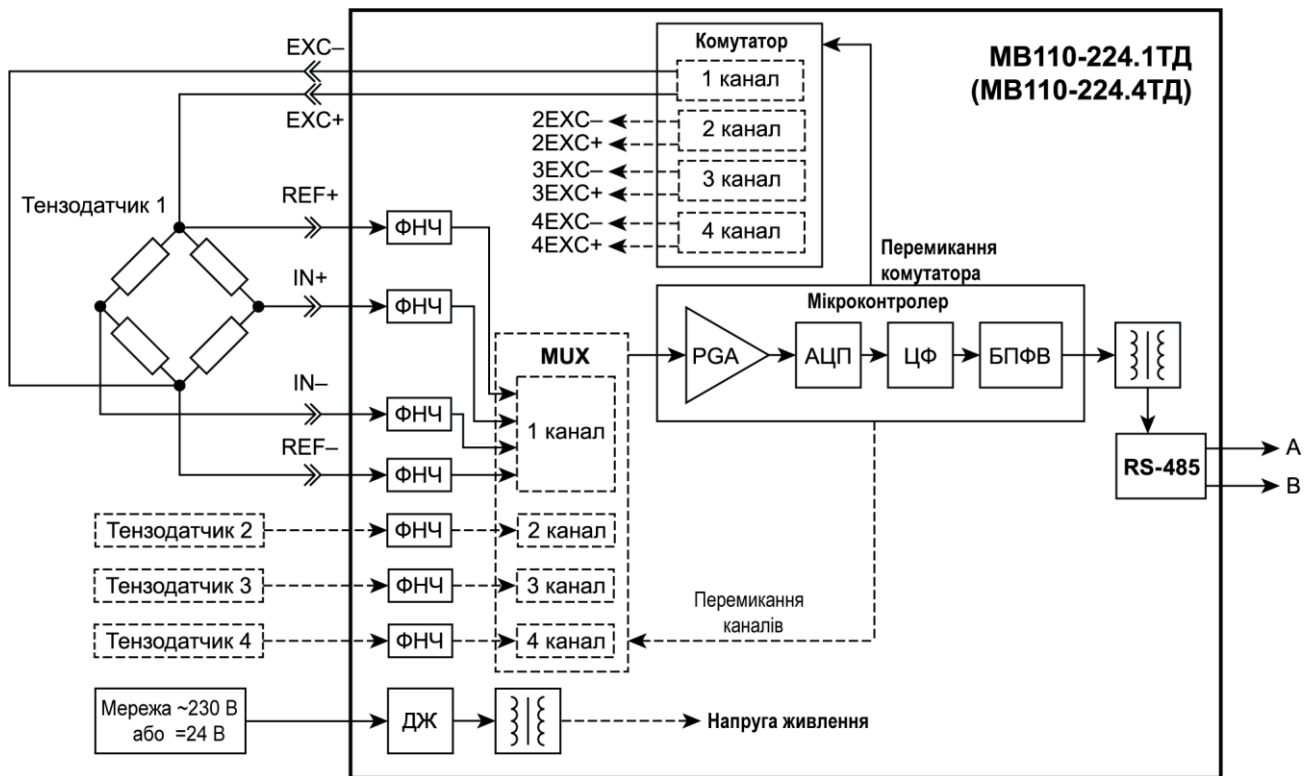 EXC–
EXC+
Комутатор
1 канал
2 канал
3 канал
4 канал
2EXC–
2EXC+
3EXC–
3EXC+
4EXC–
4EXC+
МВ110-224.1ТД
(МВ110-224.4ТД)
Тензодатчик 1
REF+
IN+
IN–
REF–
ФНЧ
ФНЧ
ФНЧ
ФНЧ
Перемикання
комутатора
Мікроконтролер
PGA
АЦП
ЦФ
БПФВ
MUX
1 канал
2 канал
3 канал
4 канал
RS-485
A
B
Тензодатчик 2
ФНЧ
Тензодатчик 3
ФНЧ
Тензодатчик 4
ФНЧ
Перемикання
каналів
Мережа ~230 В
або =24 В
ДЖ
Напруга живлення